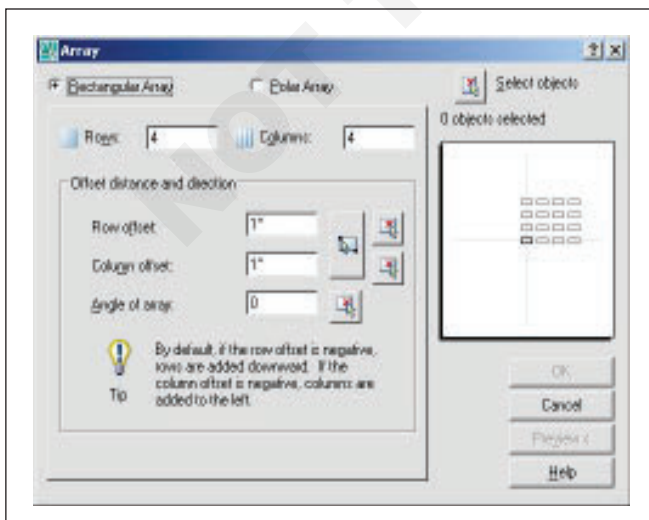 Array
Rectangular Array
Polar Array
Select objects
0 objects selected
Rows: 4
Columns: 4
Offset distance and direction
Row offset: 1"
Column offset: 1"
Angle of array: 0
By default, if the row offset is negative,
rows are added downward. If the
column offset is negative, columns are
added to the left.
Tip
OK
Cancel
Preview <
Help
NOT